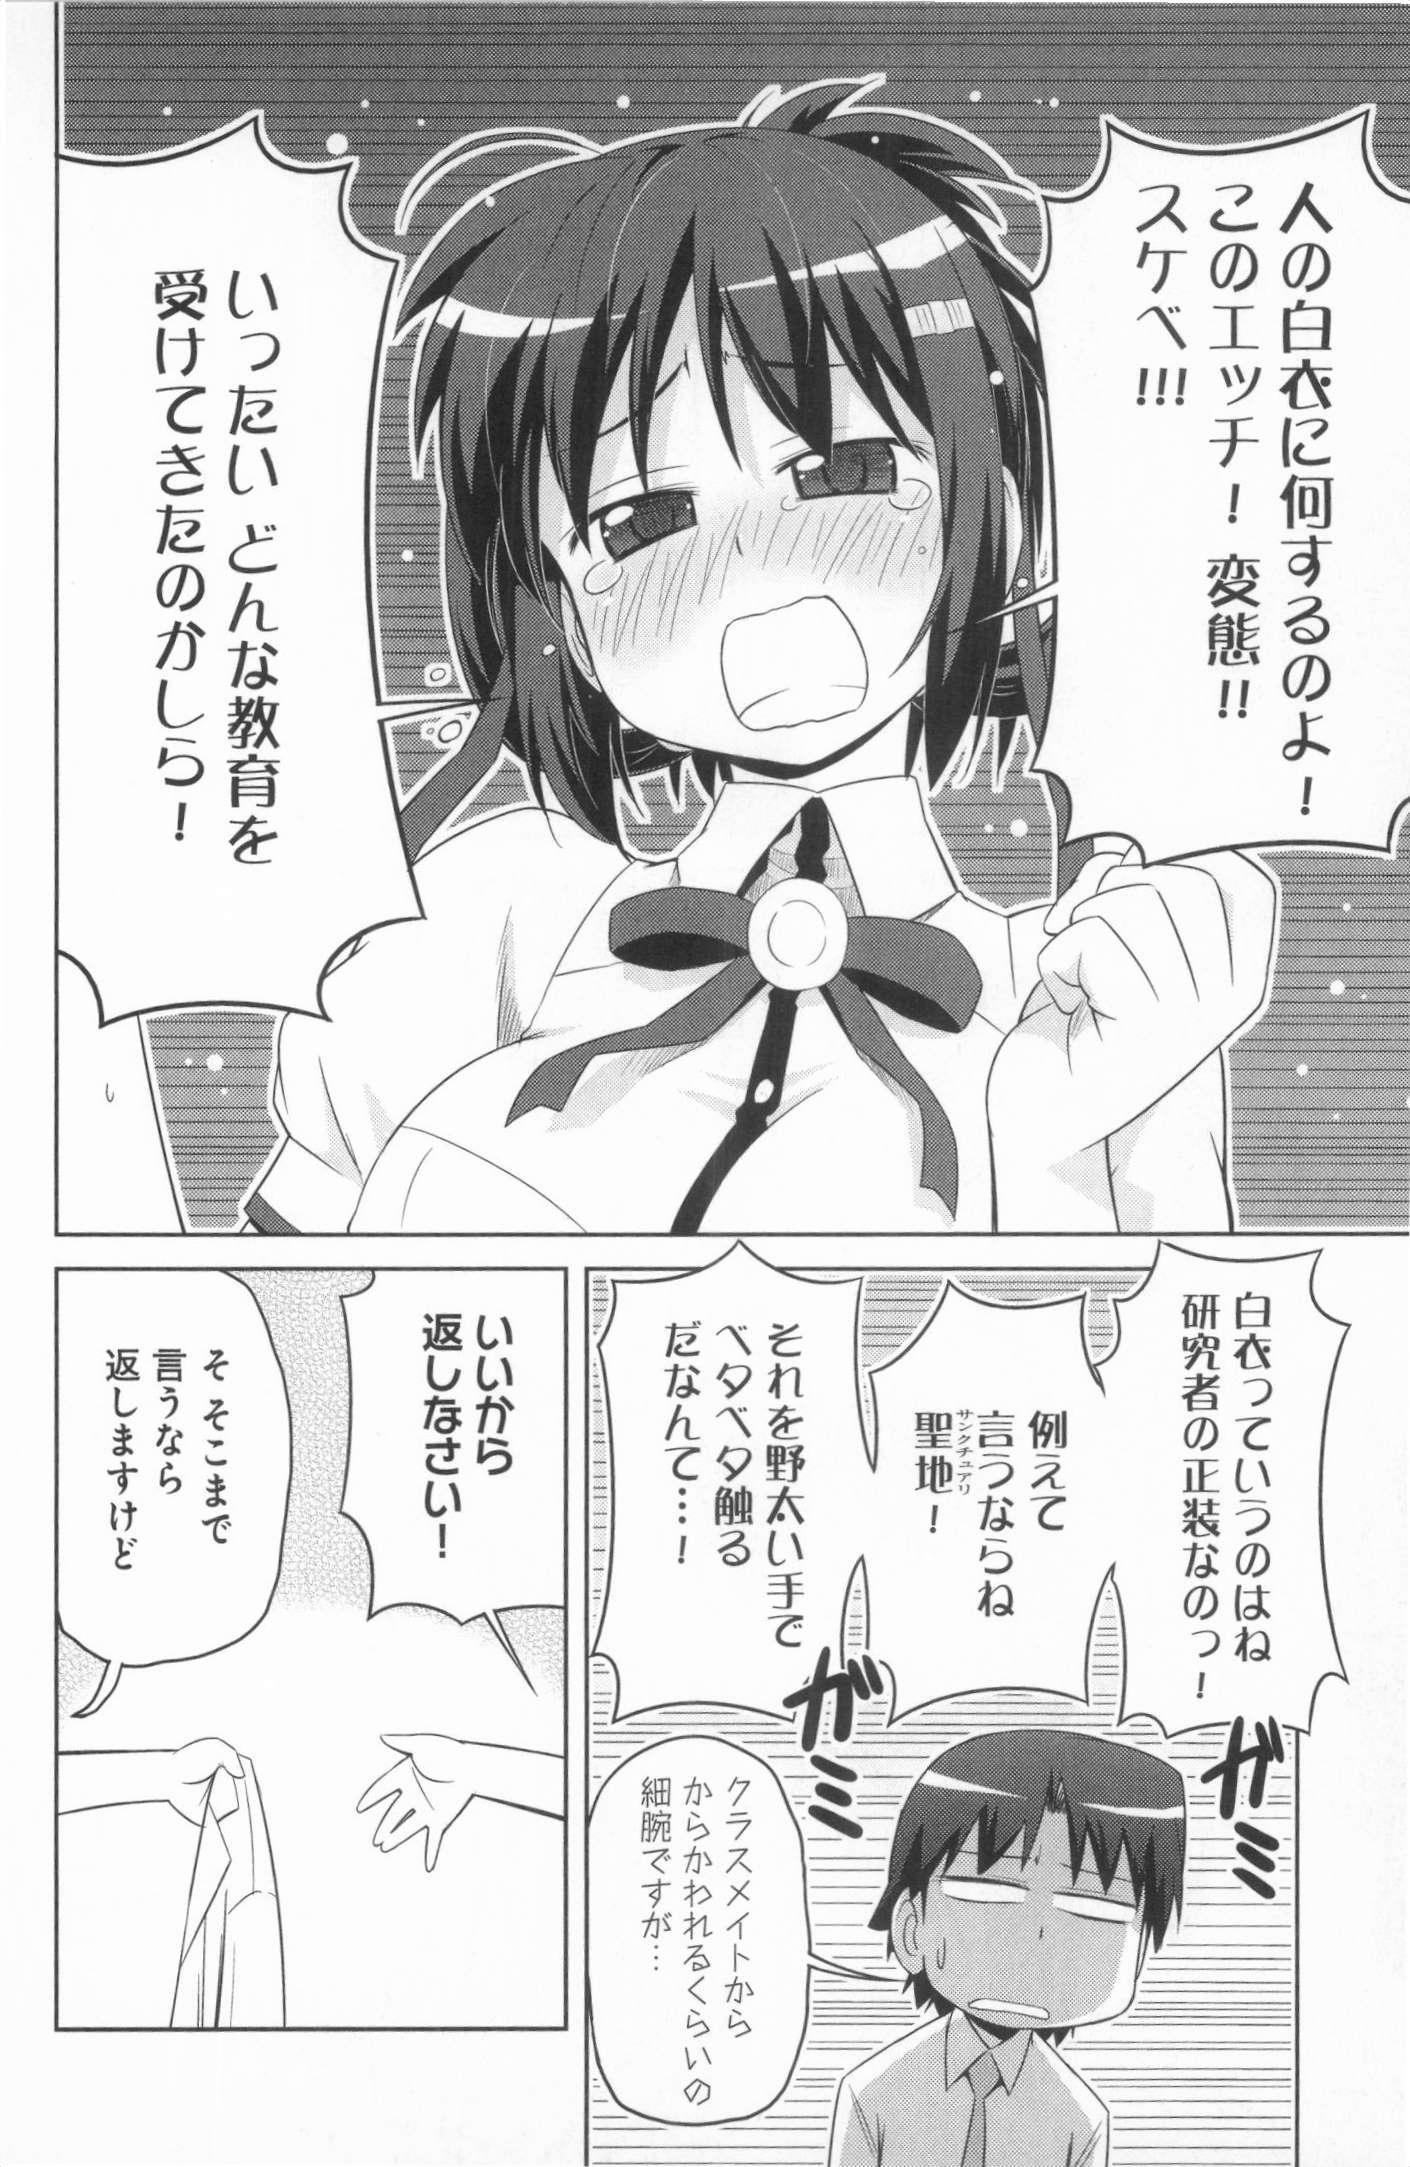 人の白衣に何するのよ！
このエッチ！変態!!
スケベ!!!
いったいどんな教育を
受けてきたのかしら！
白衣っていうのはね
研究者の正装なのっ！
例えて
言うならね
聖地！
サンクチュアリ
それを野太い手で
ベタベタ触る
だなんて…！
ガミ
ガミ
クラスメイトから
からかわれるくらいの
細腕ですが…
いいから
返しなさい！
そ そこまで
言うなら
返しますけど